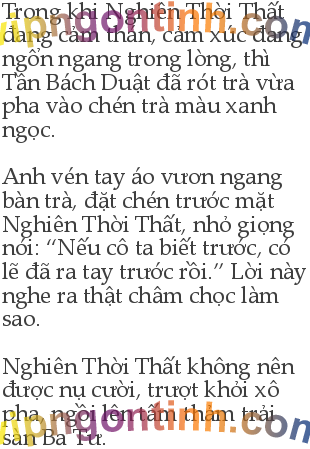 Trong khi Nghiên Thời Thất
đang cảm thán, cảm xúc đang
ngổn ngang trong lòng, thì
Tần Bách Duật đã rót trà vừa
pha vào chén trà màu xanh
ngọc.
Anh vén tay áo vươn ngang
bàn trà, đặt chén trước mặt
Nghiên Thời Thất, nhỏ giọng
nói: “Nếu cô ta biết trước, có
lẽ đã ra tay trước rồi.” Lời này
nghe ra thật châm chọc làm
sao.
Nghiên Thời Thất không nén
được nụ cười, trượt khỏi xô
pha, ngồi lên tấm thảm trải
sàn Ba Tư.
vipngontinh.com
vipngontinh.com